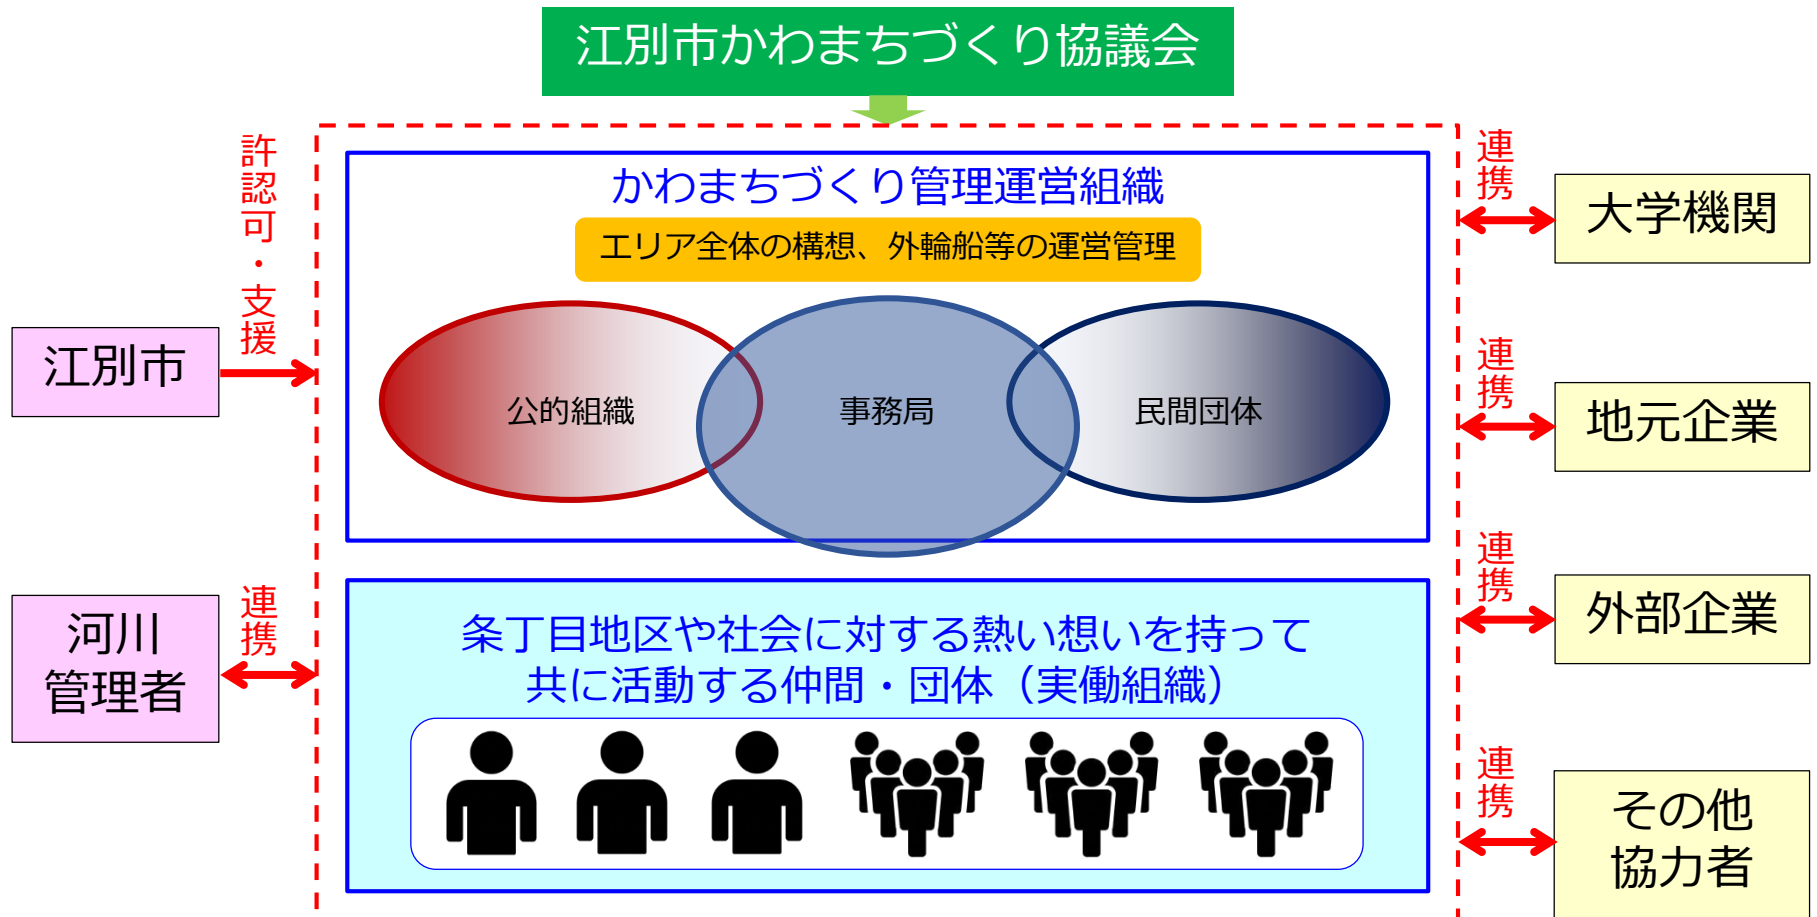 江別市かわまちづくり協議会
かわまちづくり管理運営組織
エリア全体の構想、外輪船等の運営管理
公的組織
事務局
民間団体
条丁目地区や社会に対する熱い想いを持って
共に活動する仲間・団体（実働組織）
許認可・支援
江別市
連携
河川
管理者
連携
大学機関
連携
地元企業
連携
外部企業
連携
その他
協力者